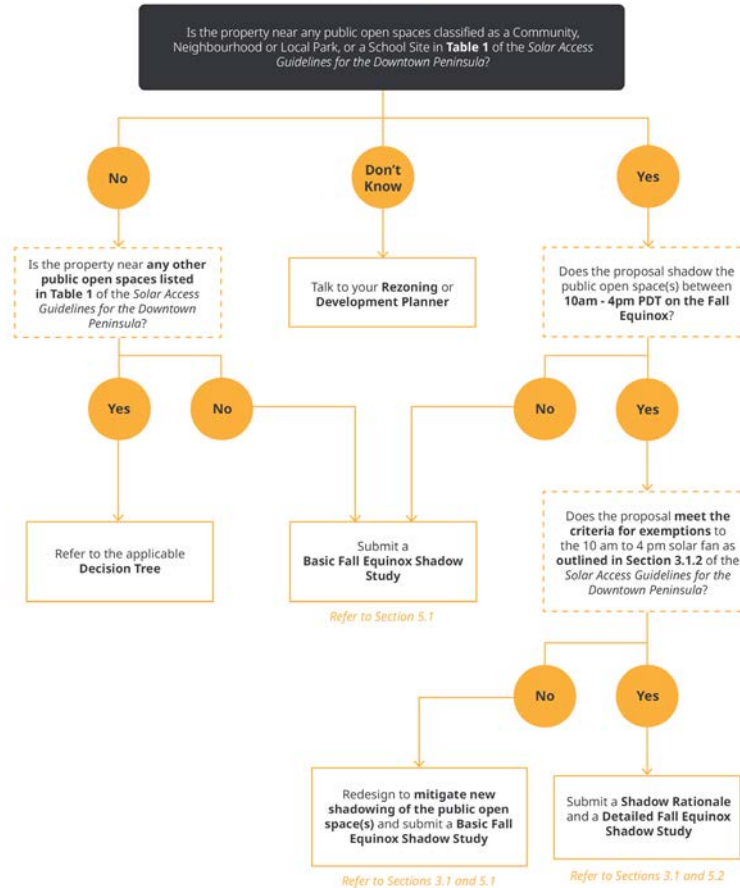 Is the property near any public open spaces classified as a Community,
Neighbourhood or Local Park, or a School Site in Table 1 of the Solar Access
Guidelines for the Downtown Peninsula?
No
Don't
Know
Yes
Is the property near any other
public open spaces listed
in Table 1 of the Solar Access
Guidelines for the Downtown
Peninsula?
Talk to your Rezoning or
Development Planner
Does the proposal shadow the
public open space(s) between
10am - 4pm PDT on the Fall
Equinox?
Yes
No
No
Yes
Refer to the applicable
Decision Tree
Submit a
Basic Fall Equinox Shadow
Study
Refer to Section 5.1
Does the proposal meet the
criteria for exemptions to
the 10 am to 4 pm solar fan as
outlined in Section 3.1.2 of the
Solar Access Guidelines for the
Downtown Peninsula?
No
Yes
Redesign to mitigate new
shadowing of the public open
space(s) and submit a Basic Fall
Equinox Shadow Study
Refer to Sections 3.1 and 5.1
Submit a Shadow Rationale
and a Detailed Fall Equinox
Shadow Study
Refer to Sections 3.1 and 5.2